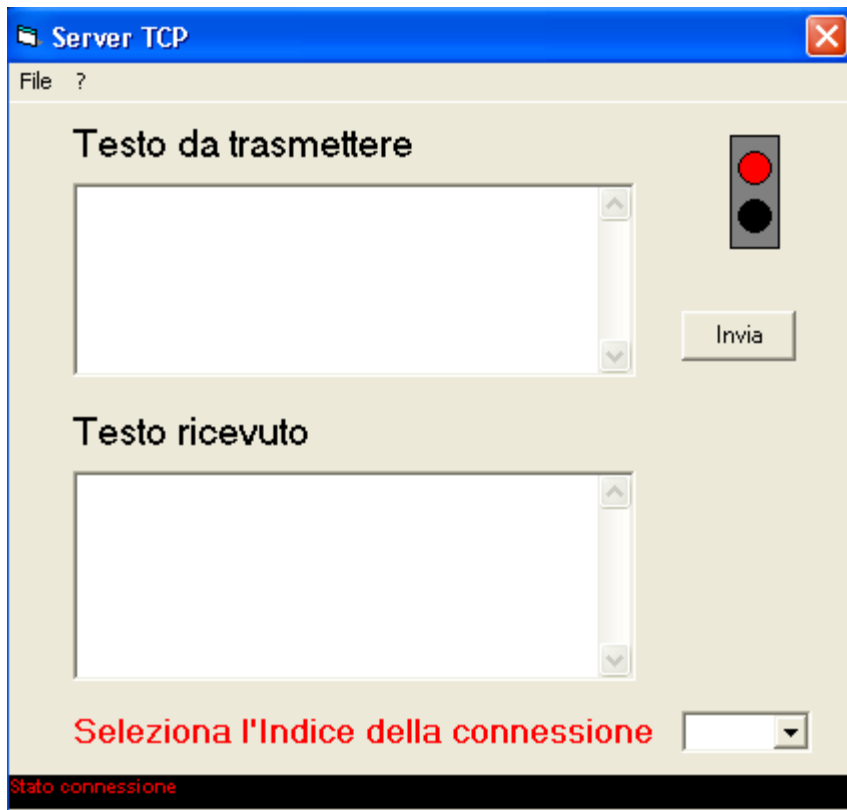 Server TCP
File ?
Testo da trasmettere
Invia
Testo ricevuto
Seleziona l'Indice della connessione
Stato connessione